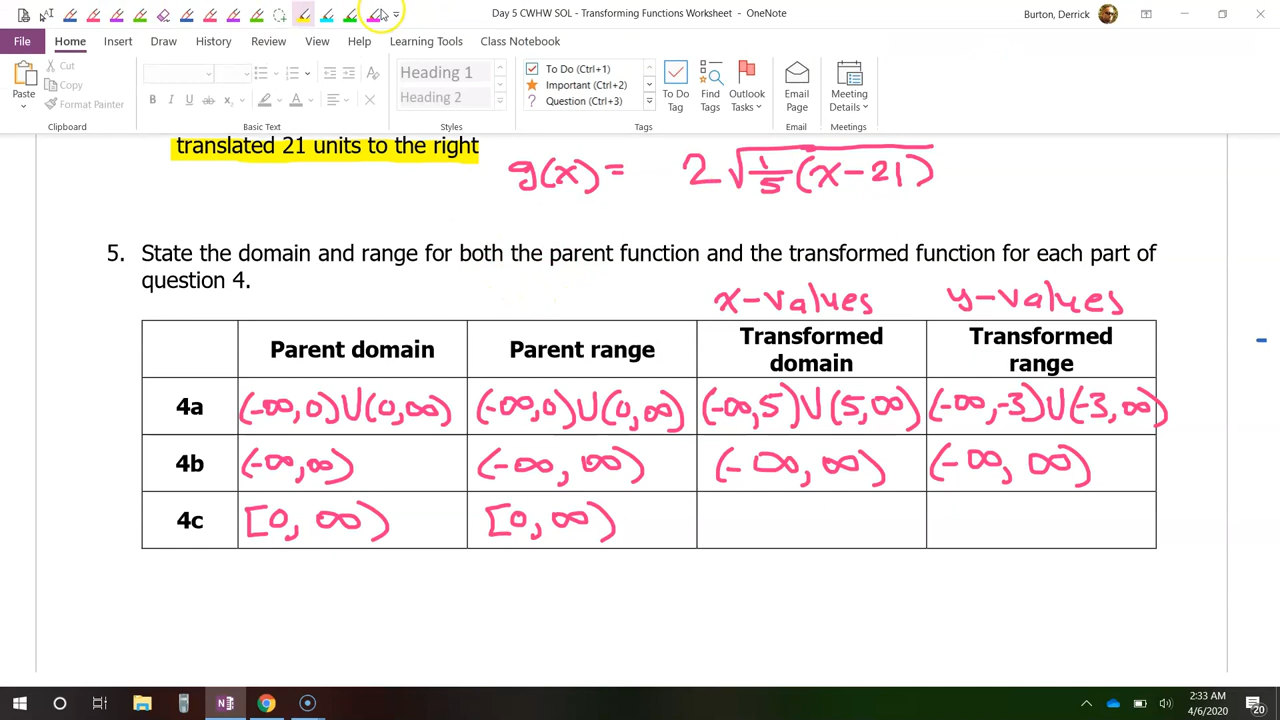 Day 5 CWHW SOL - Transforming Functions Worksheet - OneNote
Burton, Derrick
File Home Insert Draw History Review View Help Learning Tools Class Notebook
Paste
Cut
Copy
Format Painter
Clipboard
B I U ab x₂ A
Basic Text
Heading 1
Heading 2
Styles
To Do (Ctrl+1)
Important (Ctrl+2)
? Question (Ctrl+3)
To Do Tag
Find Tags
Outlook Tasks
Tags
Email Page
Email
Meeting Details
Meetings
translated 21 units to the right
g(x) = 2√(1/5(x-21))
5. State the domain and range for both the parent function and the transformed function for each part of
question 4.
x-values y-values
Parent domain Parent range Transformed domain Transformed range
4a (-∞,0)∪(0,∞) (-∞,0)∪(0,∞) (-∞,5)∪(5,∞) (-∞,-3)∪(-3,∞)
4b (-∞,∞) (-∞,∞) (-∞,∞) (-∞,∞)
4c [0,∞) [0,∞)
2:33 AM
4/6/2020
20